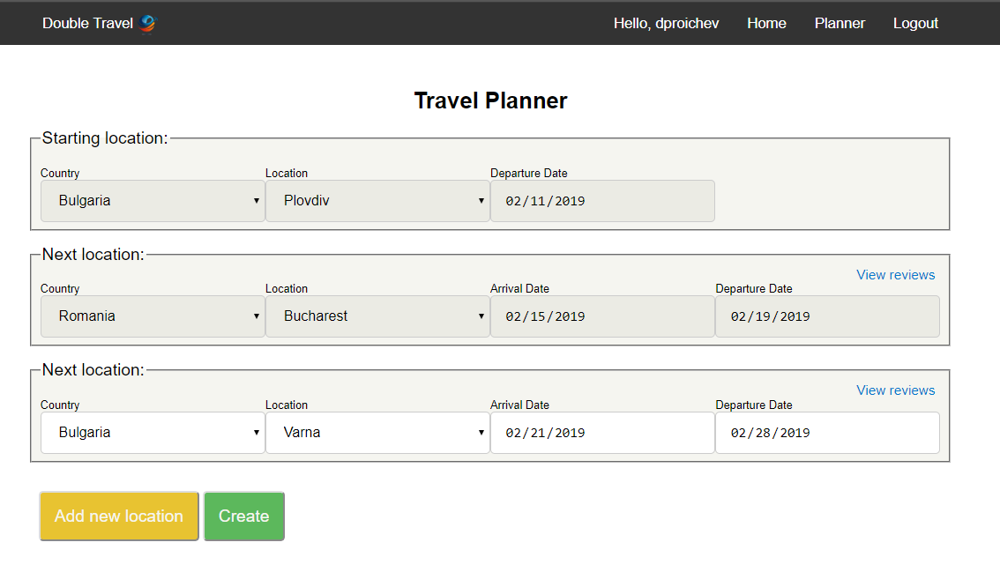 Double Travel Hello, dproichev Home Planner Logout
Travel Planner
Starting location:
Country Location Departure Date
Bulgaria Plovdiv 02/11/2019
Next location:
View reviews
Country Location Arrival Date Departure Date
Romania Bucharest 02/15/2019 02/19/2019
Next location:
View reviews
Country Location Arrival Date Departure Date
Bulgaria Varna 02/21/2019 02/28/2019
Add new location Create